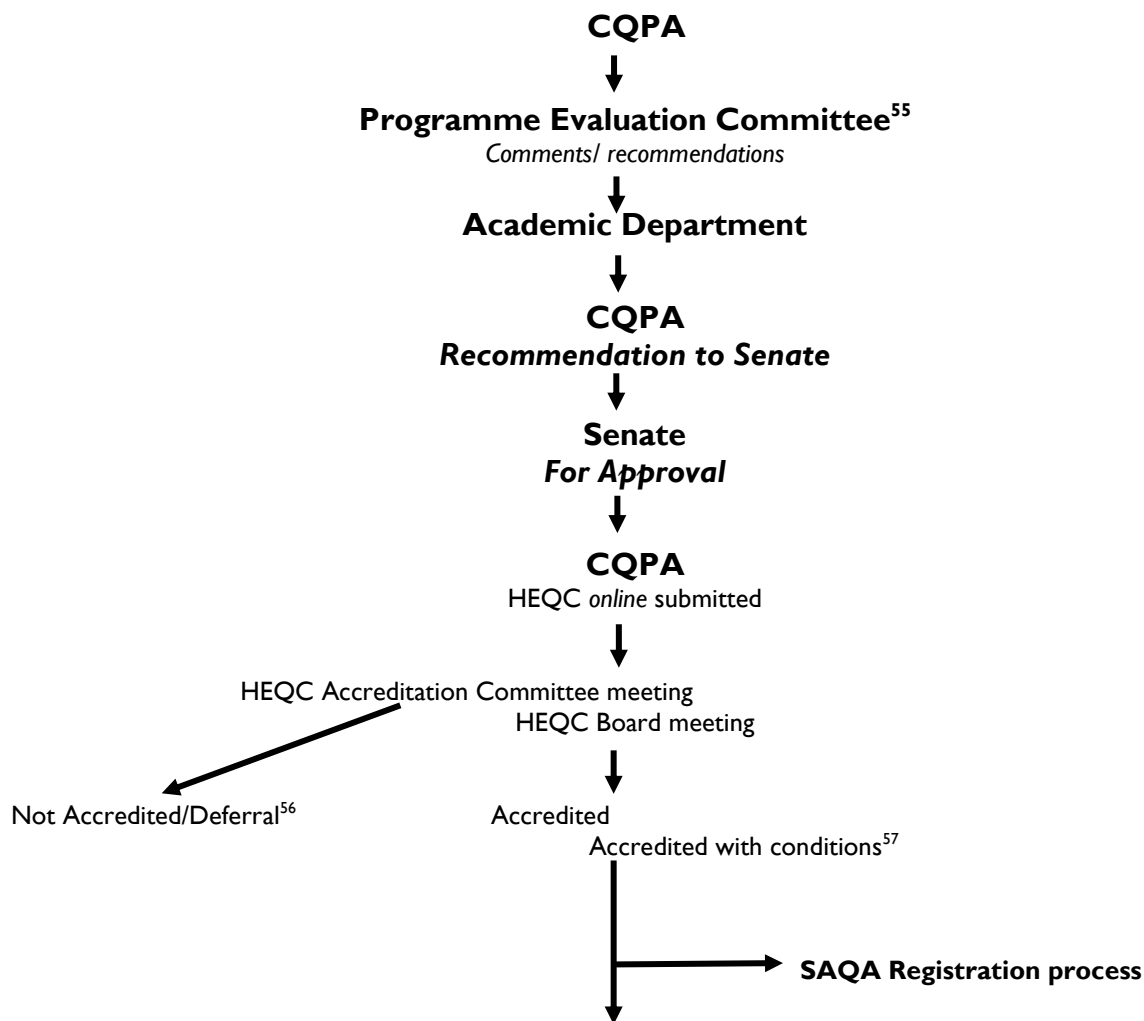 CQPA
Programme Evaluation Committee55
Comments/ recommendations
Academic Department
CQPA
Recommendation to Senate
Senate
For Approval
CQPA
HEQC online submitted
HEQC Accreditation Committee meeting
HEQC Board meeting
Not Accredited/Deferral56
Accredited
Accredited with conditions57
SAQA Registration process